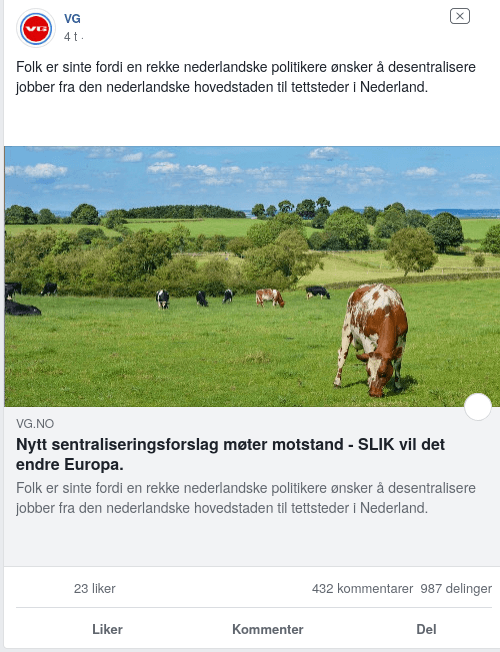 VG
VG
4 t ·
Folk er sinte fordi en rekke nederlandske politikere ønsker å desentralisere
jobber fra den nederlandske hovedstaden til tettsteder i Nederland.
VG.NO
Nytt sentraliseringsforslag møter motstand - SLIK vil det
endre Europa.
Folk er sinte fordi en rekke nederlandske politikere ønsker å desentralisere
jobber fra den nederlandske hovedstaden til tettsteder i Nederland.
23 liker 432 kommentarer 987 delinger
Liker Kommenter Del